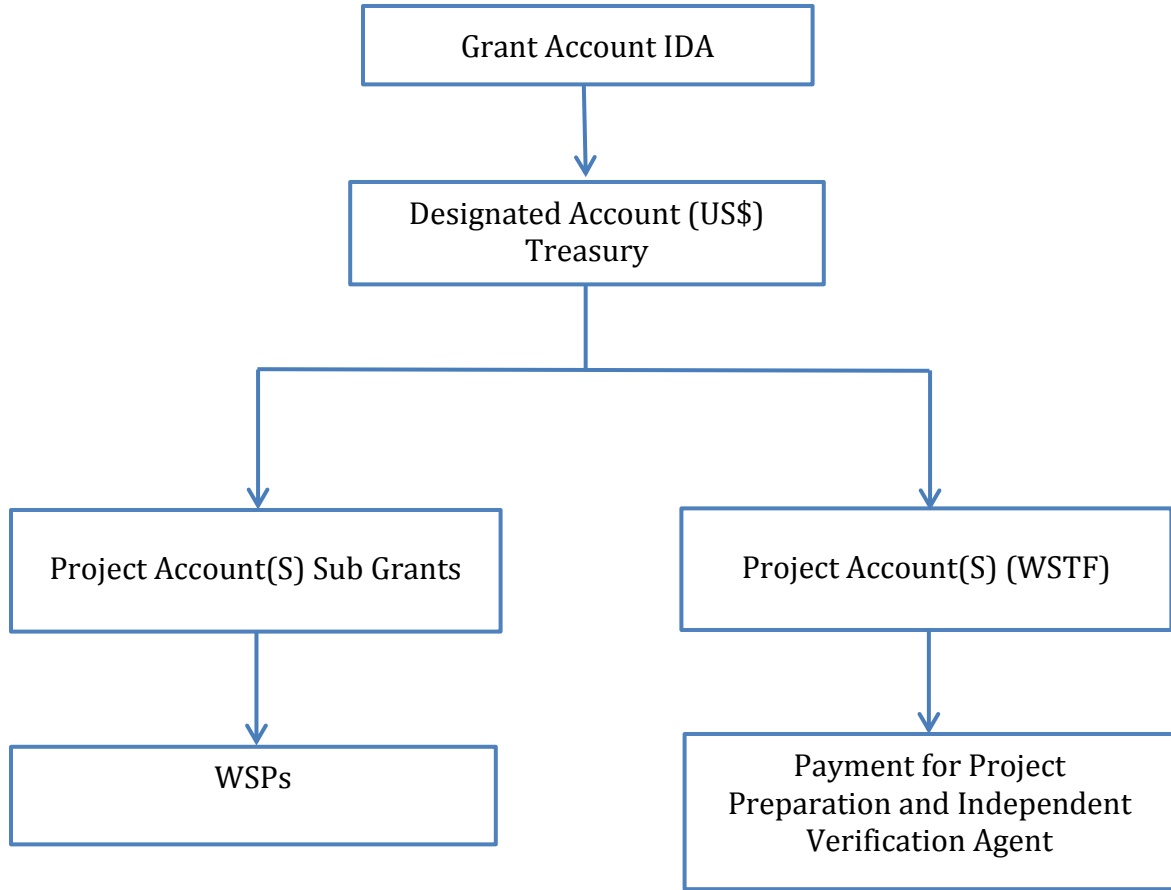 Grant Account IDA
Designated Account (US$)
Treasury
Project Account(S) Sub Grants
Project Account(S) (WSTF)
WSPs
Payment for Project
Preparation and Independent
Verification Agent